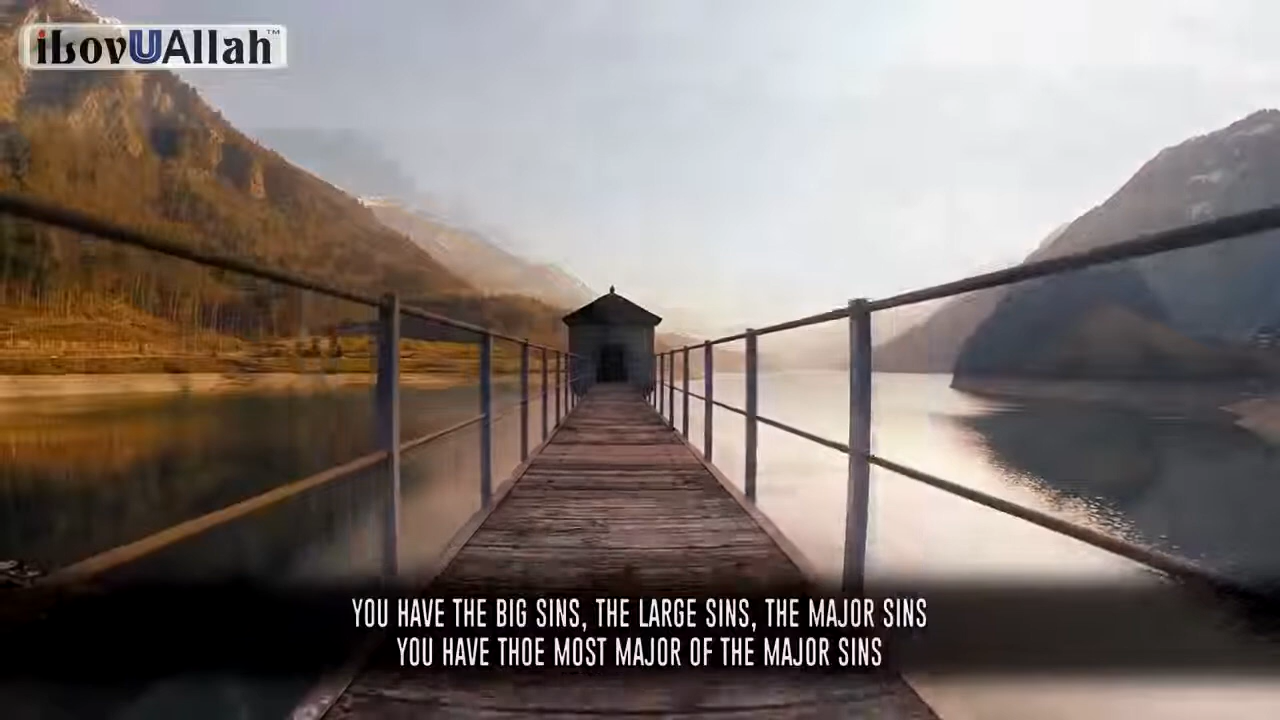 iLovUAllah™
YOU HAVE THE BIG SINS, THE LARGE SINS, THE MAJOR SINS
YOU HAVE THOE MOST MAJOR OF THE MAJOR SINS